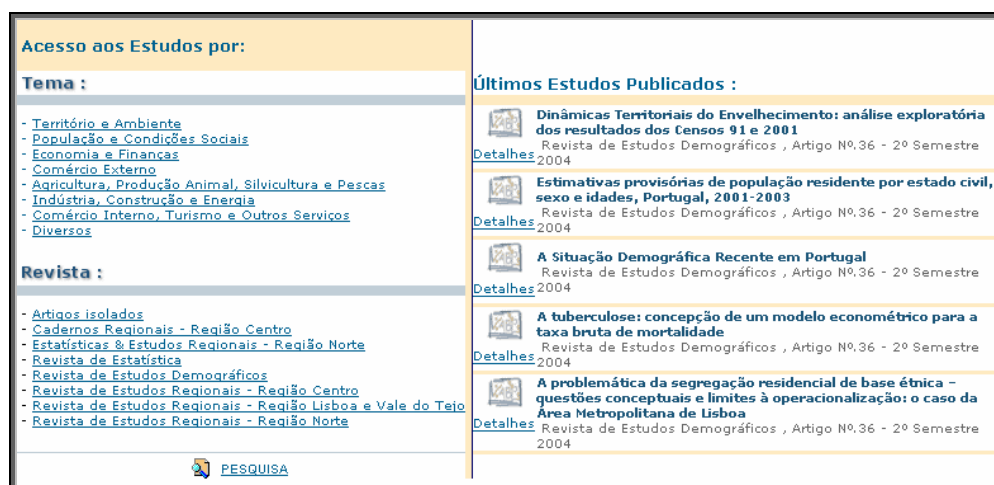 Acesso aos Estudos por:
Tema :
- Território e Ambiente
- População e Condições Sociais
- Economia e Finanças
- Comércio Externo
- Agricultura, Produção Animal, Silvicultura e Pescas
- Indústria, Construção e Energia
- Comércio Interno, Turismo e Outros Serviços
- Diversos
Revista :
- Artigos isolados
- Cadernos Regionais - Região Centro
- Estatísticas & Estudos Regionais - Região Norte
- Revista de Estatística
- Revista de Estudos Demográficos
- Revista de Estudos Regionais - Região Centro
- Revista de Estudos Regionais - Região Lisboa e Vale do Tejo
- Revista de Estudos Regionais - Região Norte
PESQUISA
Últimos Estudos Publicados :
Dinâmicas Territoriais do Envelhecimento: análise exploratória
dos resultados dos Censos 91 e 2001
Revista de Estudos Demográficos , Artigo Nº.36 - 2º Semestre
Detalhes 2004
Estimativas provisórias de população residente por estado civil,
sexo e idades, Portugal, 2001-2003
Revista de Estudos Demográficos , Artigo Nº.36 - 2º Semestre
Detalhes 2004
A Situação Demográfica Recente em Portugal
Revista de Estudos Demográficos , Artigo Nº.36 - 2º Semestre
Detalhes 2004
A tuberculose: concepção de um modelo econométrico para a
taxa bruta de mortalidade
Revista de Estudos Demográficos , Artigo Nº.36 - 2º Semestre
Detalhes 2004
A problemática da segregação residencial de base étnica –
questões conceptuais e limites à operacionalização: o caso da
Área Metropolitana de Lisboa
Detalhes Revista de Estudos Demográficos , Artigo Nº.36 - 2º Semestre
2004